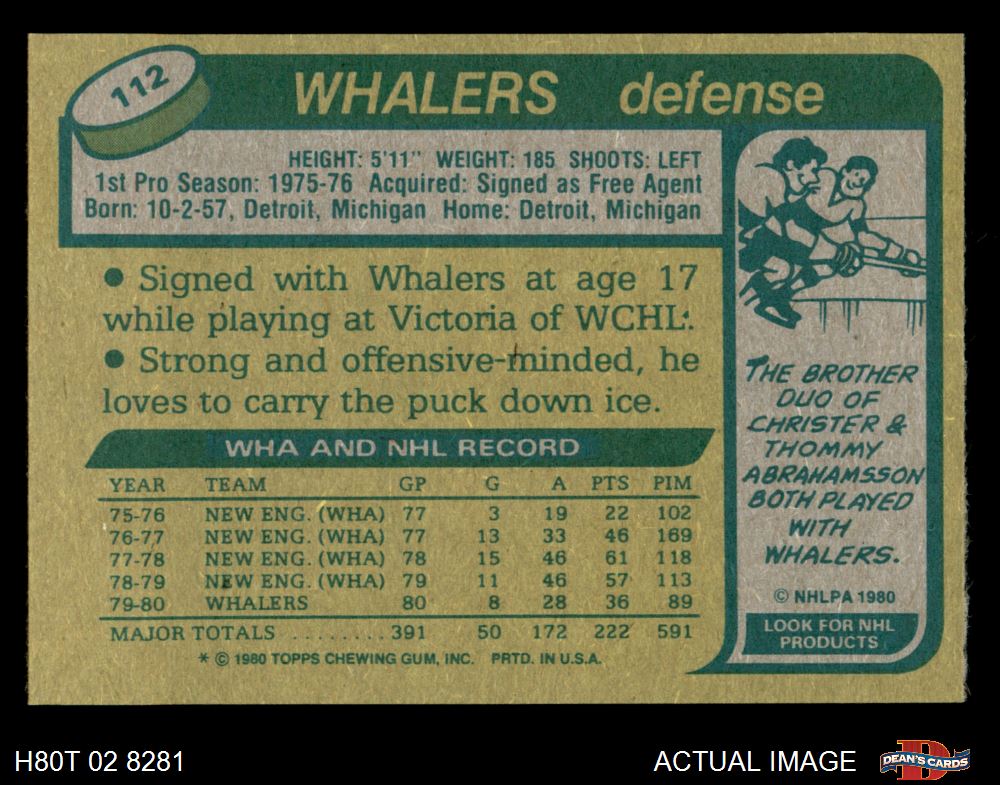 112
WHALERS defense
HEIGHT: 5'11" WEIGHT: 185 SHOOTS: LEFT
1st Pro Season: 1975-76 Acquired: Signed as Free Agent
Born: 10-2-57, Detroit, Michigan Home: Detroit, Michigan
● Signed with Whalers at age 17
while playing at Victoria of WCHL.
● Strong and offensive-minded, he
loves to carry the puck down ice.
WHA AND NHL RECORD
YEAR TEAM GP G A PTS PIM
75-76 NEW ENG. (WHA) 77 3 19 22 102
76-77 NEW ENG. (WHA) 77 13 33 46 169
77-78 NEW ENG. (WHA) 78 15 46 61 118
78-79 NEW ENG. (WHA) 79 11 46 57 113
79-80 WHALERS 80 8 28 36 89
MAJOR TOTALS ........ 391 50 172 222 591
* © 1980 TOPPS CHEWING GUM, INC. PRTD. IN U.S.A.
THE BROTHER
DUO OF
CHRISTER &
THOMMY
ABRAHAMSSON
BOTH PLAYED
WITH
WHALERS.
© NHLPA 1980
LOOK FOR NHL
PRODUCTS
H80T 02 8281
ACTUAL IMAGE
D
DEAN'S CARDS